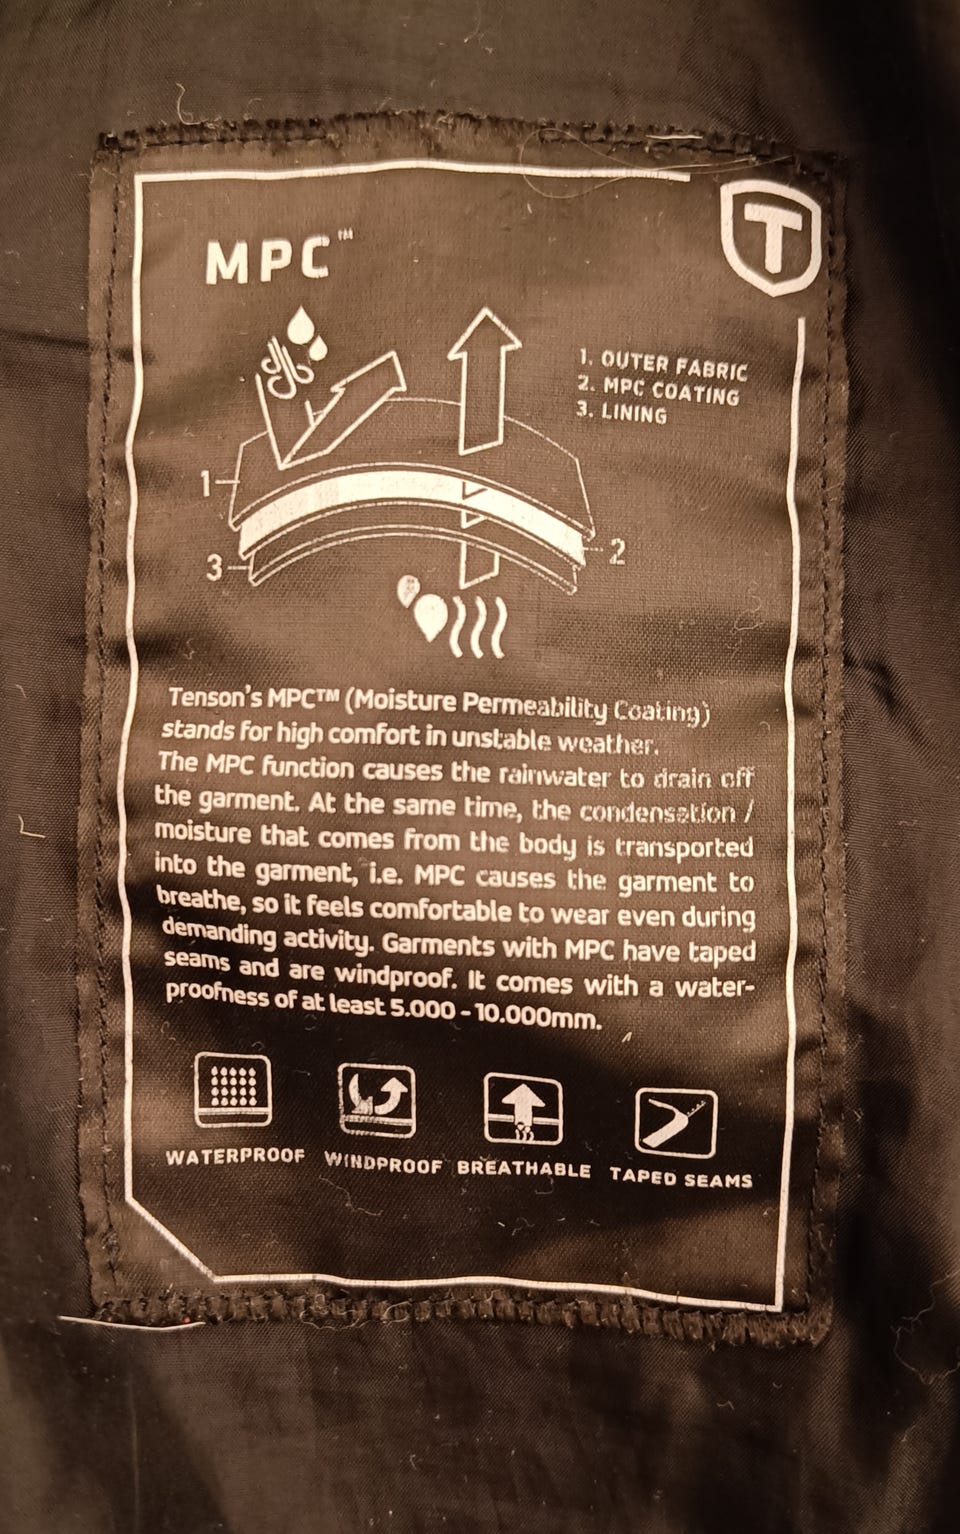 MPC™
T
1. OUTER FABRIC
2. MPC COATING
3. LINING
1
2
3
Tenson's MPC™ (Moisture Permeability Coating)
stands for high comfort in unstable weather.
The MPC function causes the rainwater to drain off
the garment. At the same time, the condensation /
moisture that comes from the body is transported
into the garment, i.e. MPC causes the garment to
breathe, so it feels comfortable to wear even during
demanding activity. Garments with MPC have taped
seams and are windproof. It comes with a water-
proofness of at least 5.000 - 10.000mm.
WATERPROOF WINDPROOF BREATHABLE TAPED SEAMS